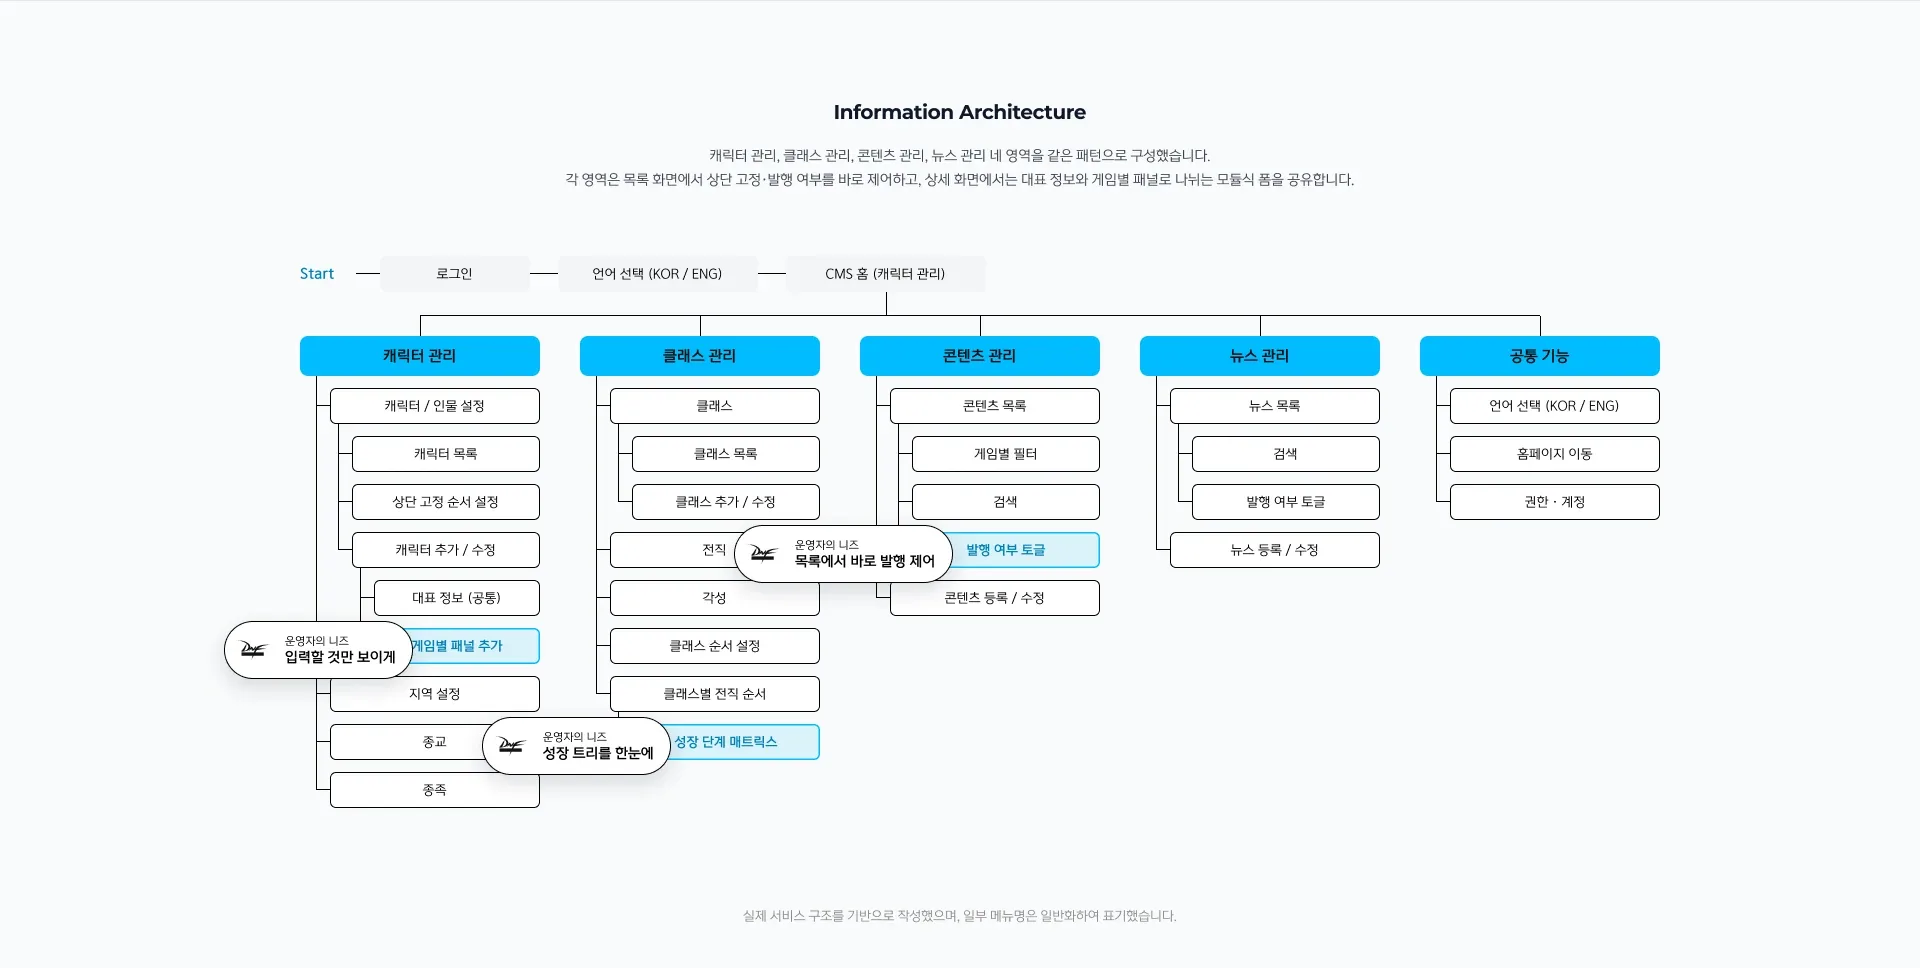 Information Architecture
캐릭터 관리, 클래스 관리, 콘텐츠 관리, 뉴스 관리 네 영역을 같은 패턴으로 구성했습니다.
각 영역은 목록 화면에서 상단 고정·발행 여부를 바로 제어하고, 상세 화면에서는 대표 정보와 게임별 패널로 나뉘는 모듈식 폼을 공유합니다.
Start
로그인
언어 선택 (KOR / ENG)
CMS 홈 (캐릭터 관리)
캐릭터 관리
캐릭터 / 인물 설정
캐릭터 목록
상단 고정 순서 설정
캐릭터 추가 / 수정
대표 정보 (공통)
운영자의 니즈
입력할 것만 보이게
게임별 패널 추가
지역 설정
종교
종족
클래스 관리
클래스
클래스 목록
클래스 추가 / 수정
전직
각성
클래스 순서 설정
클래스별 전직 순서
운영자의 니즈
성장 트리를 한눈에
성장 단계 매트릭스
콘텐츠 관리
콘텐츠 목록
게임별 필터
검색
운영자의 니즈
목록에서 바로 발행 제어
발행 여부 토글
콘텐츠 등록 / 수정
뉴스 관리
뉴스 목록
검색
발행 여부 토글
뉴스 등록 / 수정
공통 기능
언어 선택 (KOR / ENG)
홈페이지 이동
권한 · 계정
실제 서비스 구조를 기반으로 작성했으며, 일부 메뉴명은 일반화하여 표기했습니다.